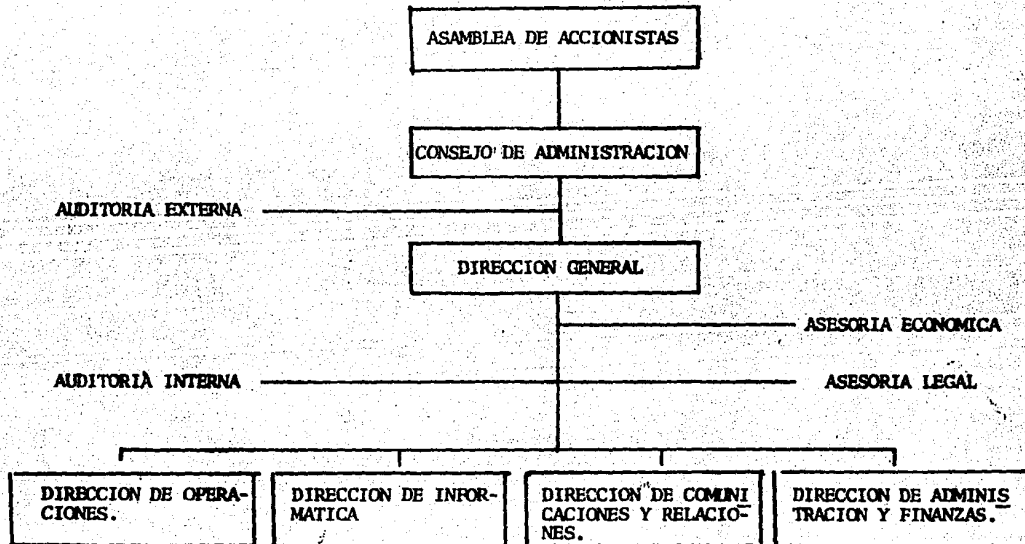 ASAMBLEA DE ACCIONISTAS
CONSEJO DE ADMINISTRACION
AUDITORIA EXTERNA
DIRECCION GENERAL
ASESORIA ECONOMICA
AUDITORIA INTERNA
ASESORIA LEGAL
DIRECCION DE OPERA-
CIONES.
DIRECCION DE INFOR-
MATICA
DIRECCION DE COMUNI
CACIONES Y RELACIO-
NES.
DIRECCION DE ADMINIS
TRACION Y FINANZAS.